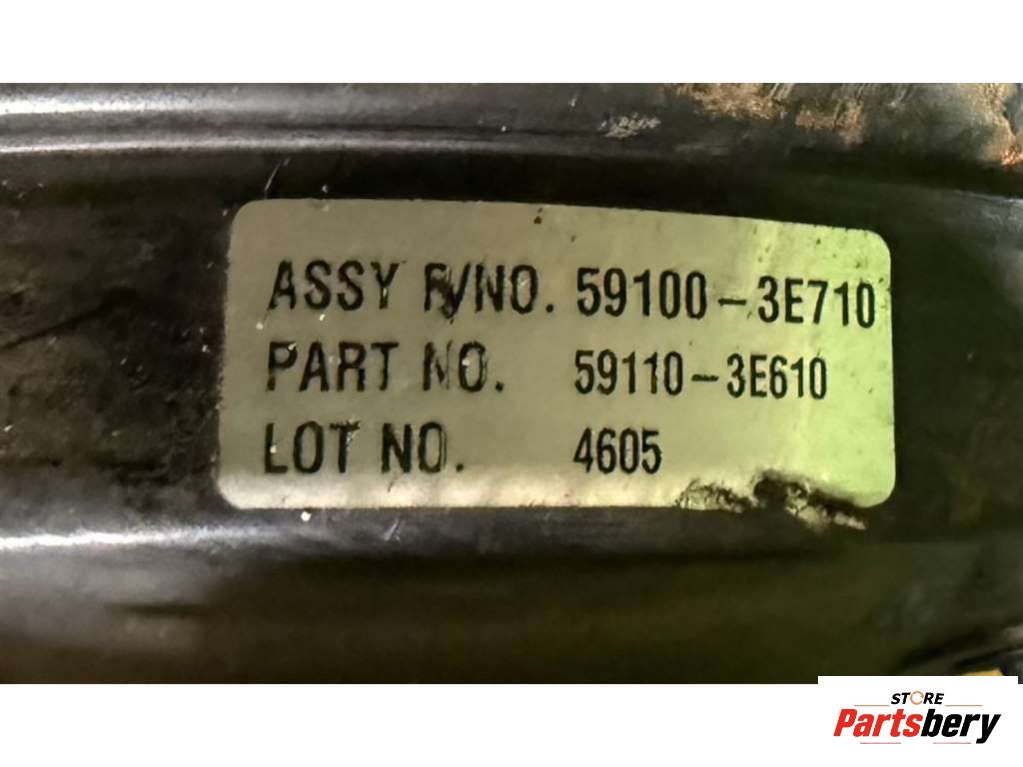 ASSY P/NO. 59100-3E710
PART NO. 59110-3E610
LOT NO. 4605
STORE
Partsbery